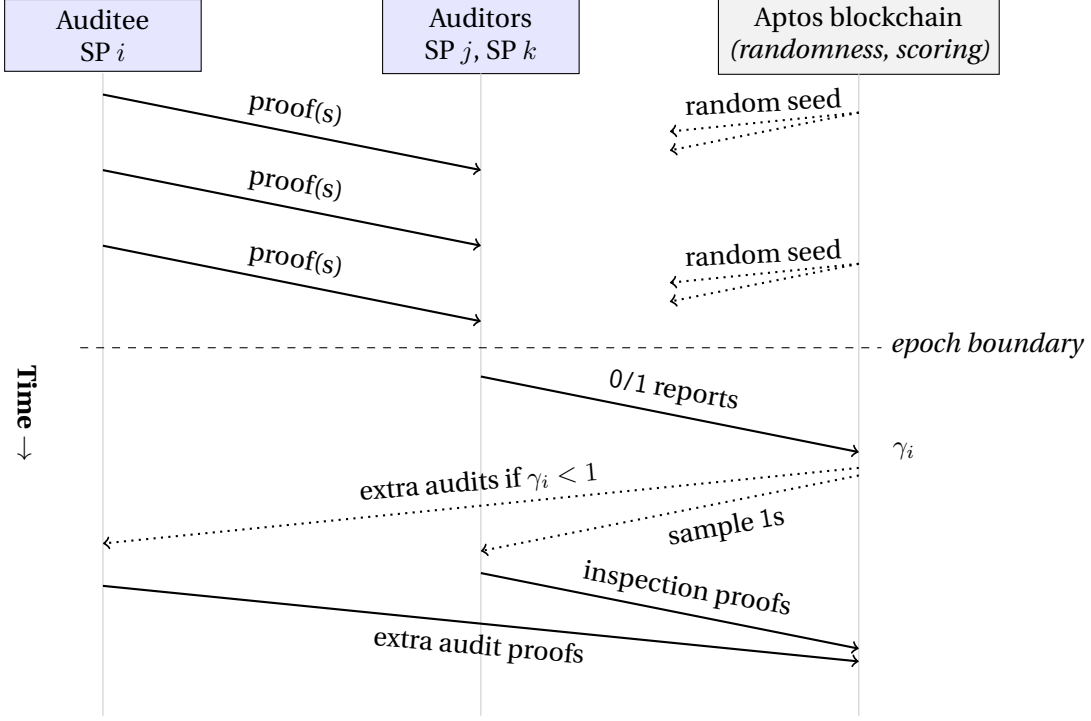 Auditee
SP i
Auditors
SP j, SP k
Aptos blockchain
(randomness, scoring)
proof(s)
random seed
proof(s)
proof(s)
random seed
epoch boundary
Time →
0/1 reports
γᵢ
extra audits if γᵢ < 1
sample 1s
inspection proofs
extra audit proofs